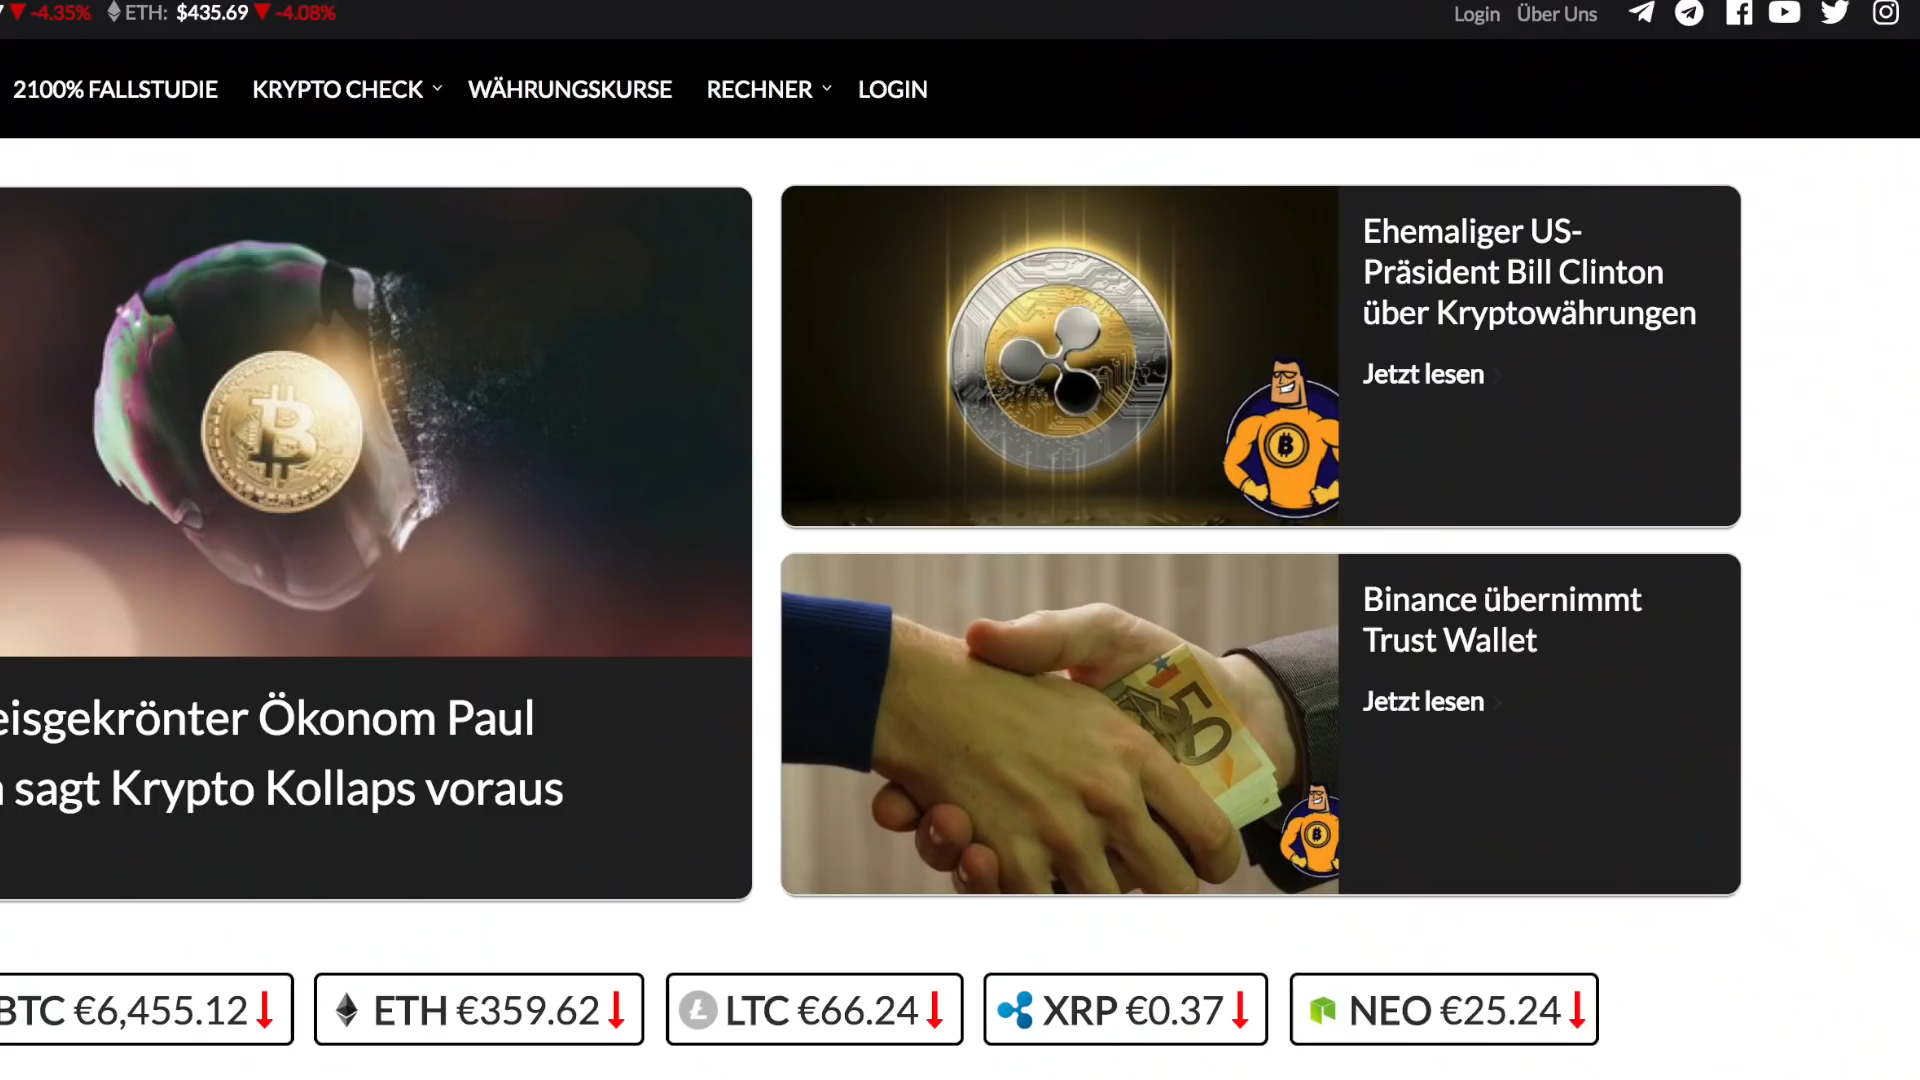 -4.35% ETH: $435.69 -4.08%
Login Über Uns
2100% FALLSTUDIE KRYPTO CHECK WÄHRUNGSKURSE RECHNER LOGIN
Ehemaliger US-
Präsident Bill Clinton
über Kryptowährungen
Jetzt lesen
Binance übernimmt
Trust Wallet
Jetzt lesen
50
eisgekrönter Ökonom Paul
sagt Krypto Kollaps voraus
BTC €6,455.12
ETH €359.62
LTC €66.24
XRP €0.37
NEO €25.24